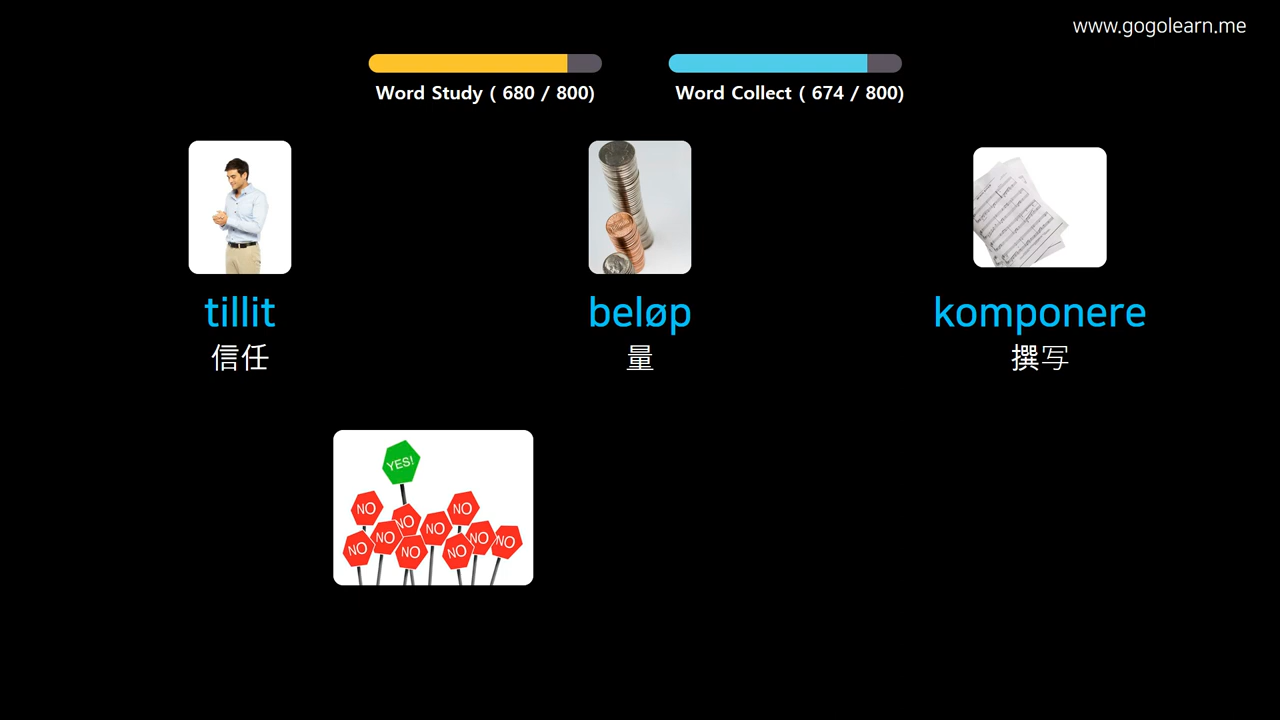 www.gogolearn.me
Word Study ( 680 / 800)
Word Collect ( 674 / 800)
tillit
beløp
komponere
信任
量
撰写
YES!
NO
NO
NO
NO
NO
NO
NO
NO
NO
NO